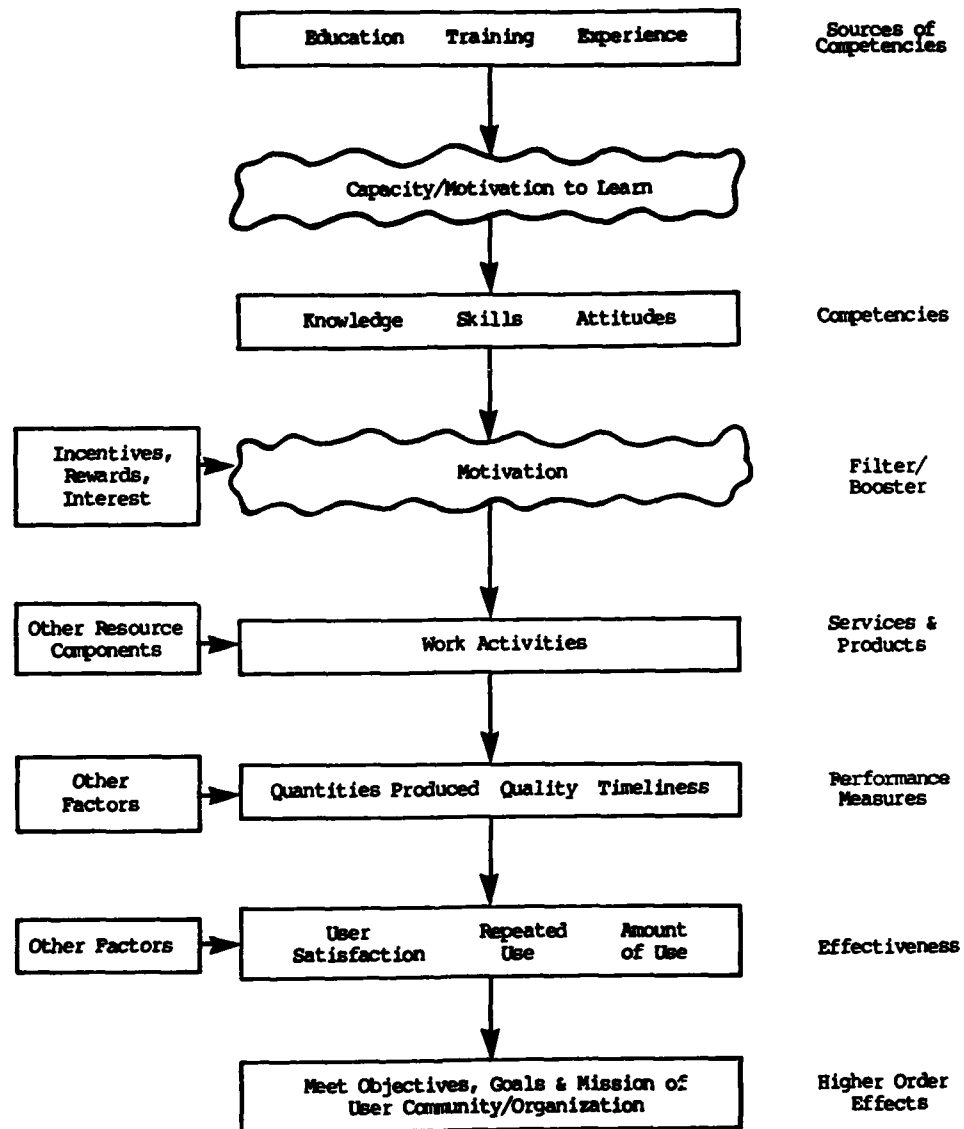 Education Training Experience
Sources of
Competencies
Capacity/Motivation to Learn
Knowledge Skills Attitudes
Competencies
Incentives,
Rewards,
Interest
Motivation
Filter/
Booster
Other Resource
Components
Work Activities
Services &
Products
Other
Factors
Quantities Produced Quality Timeliness
Performance
Measures
Other Factors
User
Satisfaction
Repeated
Use
Amount
of Use
Effectiveness
Meet Objectives, Goals & Mission of
User Community/Organization
Higher Order
Effects